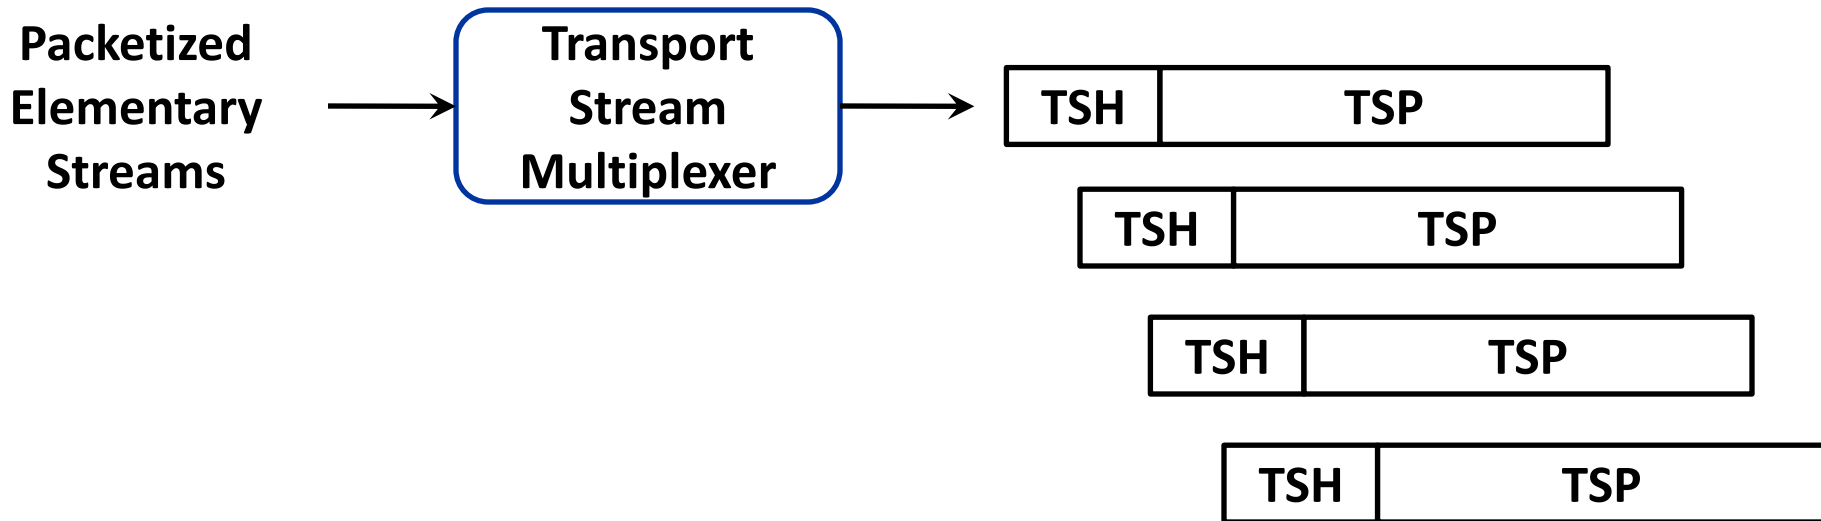 Packetized
Elementary
Streams
Transport
Stream
Multiplexer
TSH TSP
TSH TSP
TSH TSP
TSH TSP